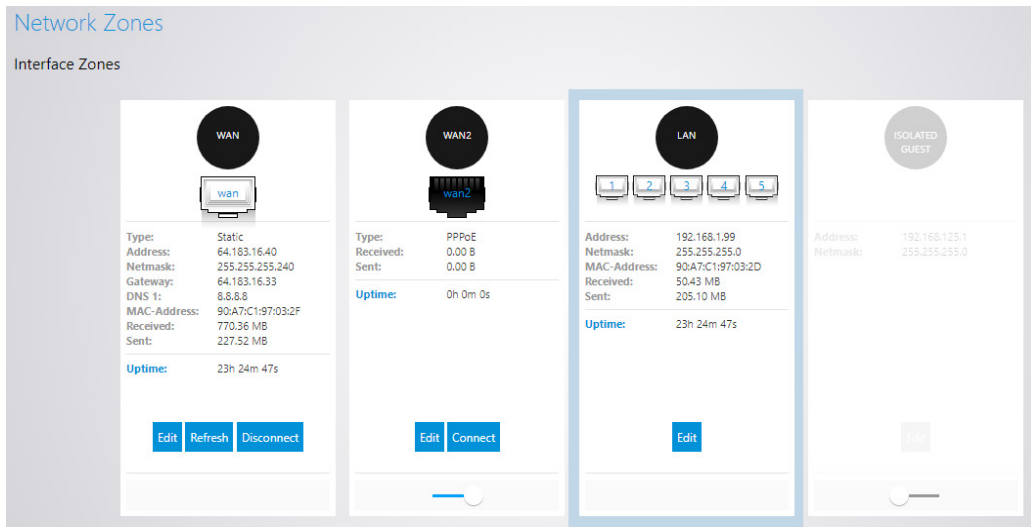 Network Zones
Interface Zones
WAN
wan
Type: Static
Address: 64.183.16.40
Netmask: 255.255.255.240
Gateway: 64.183.16.33
DNS 1: 8.8.8.8
MAC-Address: 90:A7:C1:97:03:2F
Received: 770.36 MB
Sent: 227.52 MB
Uptime: 23h 24m 47s
Edit Refresh Disconnect
WAN2
wan2
Type: PPPoE
Received: 0.00 B
Sent: 0.00 B
Uptime: 0h 0m 0s
Edit Connect
LAN
1 2 3 4 5
Address: 192.168.1.99
Netmask: 255.255.255.0
MAC-Address: 90:A7:C1:97:03:2D
Received: 50.43 MB
Sent: 205.10 MB
Uptime: 23h 24m 47s
Edit
ISOLATED
GUEST
Address: 192.168.125.1
Netmask: 255.255.255.0
Edit